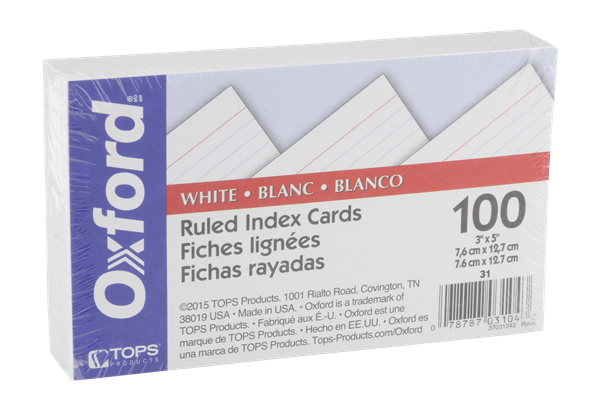 Oxford
WHITE • BLANC • BLANCO
Ruled Index Cards
Fiches lignées
Fichas rayadas
100
3" x 5"
7,6 cm x 12,7 cm
7.6 cm x 12.7 cm
31
©2015 TOPS Products. 1001 Rialto Road, Covington, TN
38019 USA • Made in USA. • Oxford is a trademark of
TOPS Products. • Fabriqué aux É.-U. • Oxford est une
marque de TOPS Products. • Hecho en EE.UU. • Oxford es
una marca de TOPS Products. Tops-Products.com/Oxford
0 78787 03104
TOPS
PRODUCTS